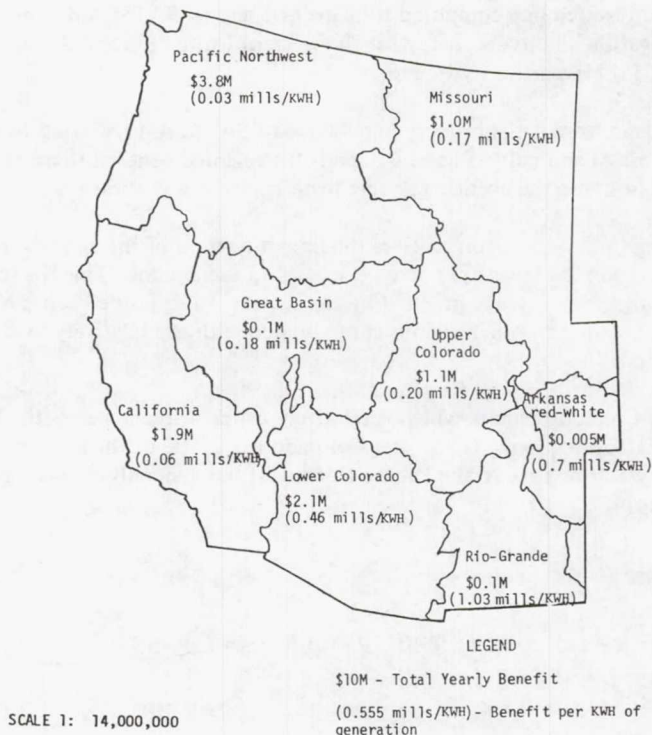 Pacific Northwest
$3.8M
(0.03 mills/KWH)
Missouri
$1.0M
(0.17 mills/KWH)
Great Basin
$0.1M
(0.18 mills/KWH)
Upper
Colorado
$1.1M
(0.20 mills/KWH)
Arkansas
red-white
$0.005M
(0.7 mills/KWH)
California
$1.9M
(0.06 mills/KWH)
Lower Colorado
$2.1M
(0.46 mills/KWH)
Rio-Grande
$0.1M
(1.03 mills/KWH)
LEGEND
$10M - Total Yearly Benefit
(0.555 mills/KWH)- Benefit per KWH of
generation
SCALE 1: 14,000,000